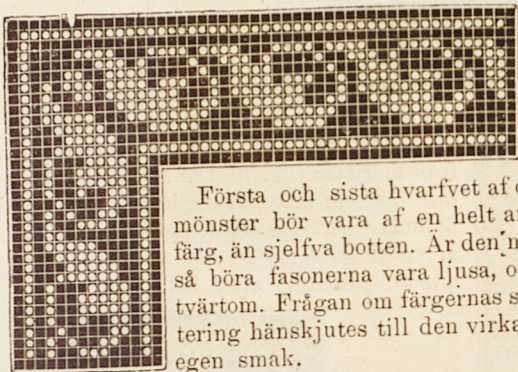 Första och sista hvarfvet af
mönster bör vara af en helt
färg, än sjelfva botten. Är den
så böra fasonerna vara ljusa,
tvärtom. Frågan om färgernas
tering hänskjutes till den
egen smak.